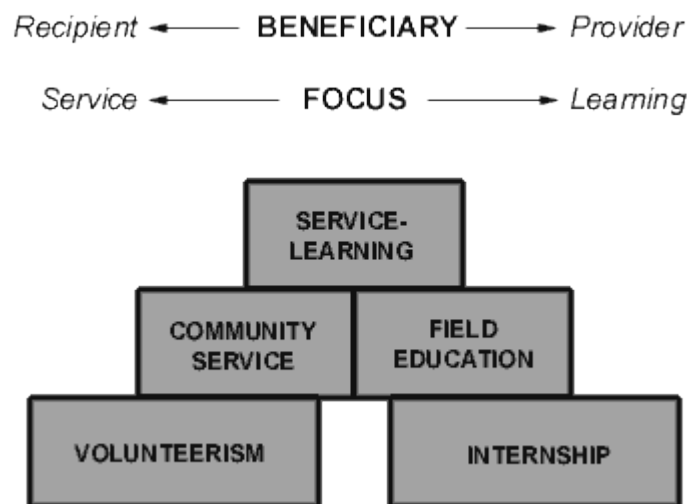 Recipient BENEFICIARY Provider
Service FOCUS Learning
SERVICE-
LEARNING
COMMUNITY
SERVICE
FIELD
EDUCATION
VOLUNTEERISM
INTERNSHIP